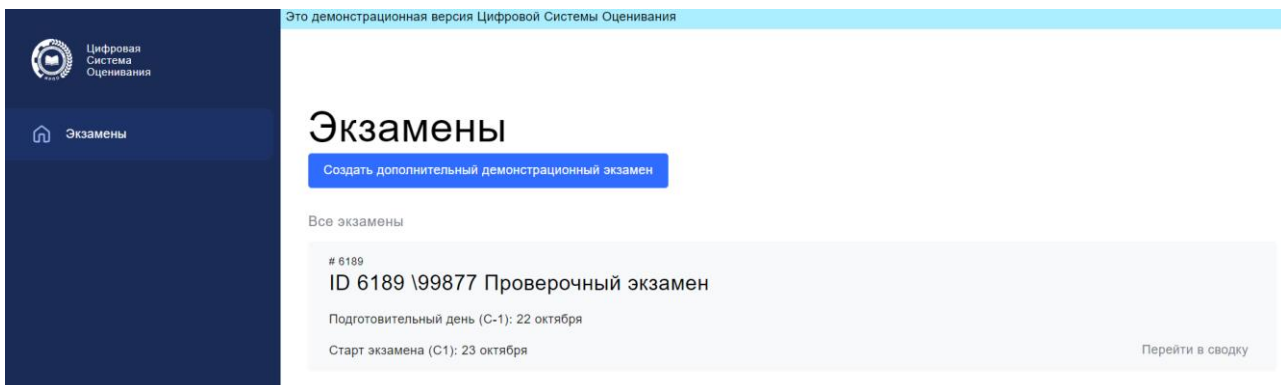 Это демонстрационная версия Цифровой Системы Оценивания
Цифровая
Система
Оценивания
Экзамены
Экзамены
Создать дополнительный демонстрационный экзамен
Все экзамены
# 6189
ID 6189 \99877 Проверочный экзамен
Подготовительный день (С-1): 22 октября
Старт экзамена (С1): 23 октября
Перейти в сводку